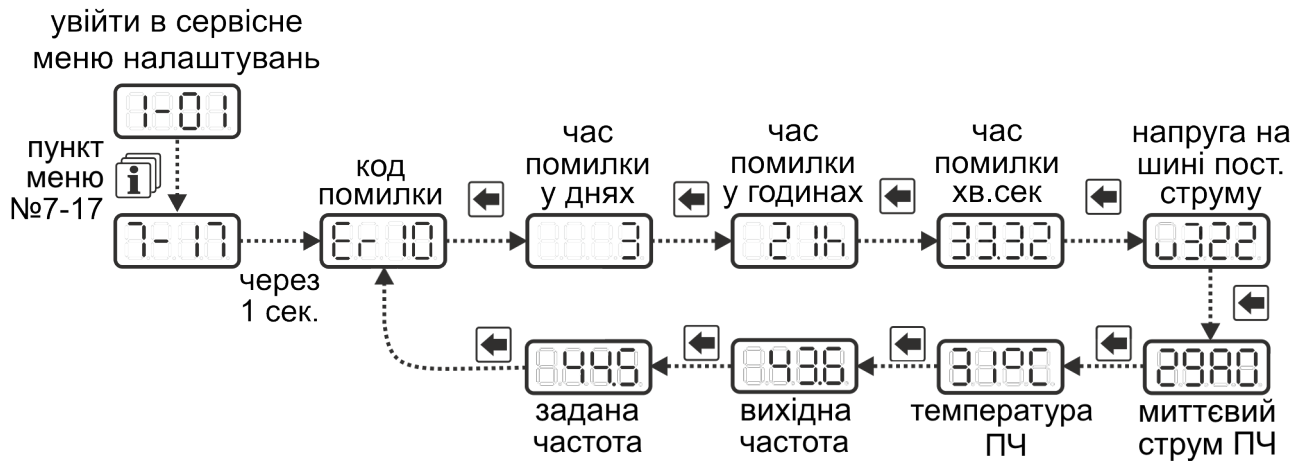 увійти в сервісне
меню налаштувань
1-01
пункт
меню
№7-17
7-17
через
1 сек.
код
помилки
Er 10
час
помилки
у днях
3
час
помилки
у годинах
21h
час
помилки
хв.сек
33.32
напруга на
шині пост.
струму
u322
29A0
миттєвий
струм ПЧ
31°C
температура
ПЧ
43.6
вихідна
частота
44.5
задана
частота